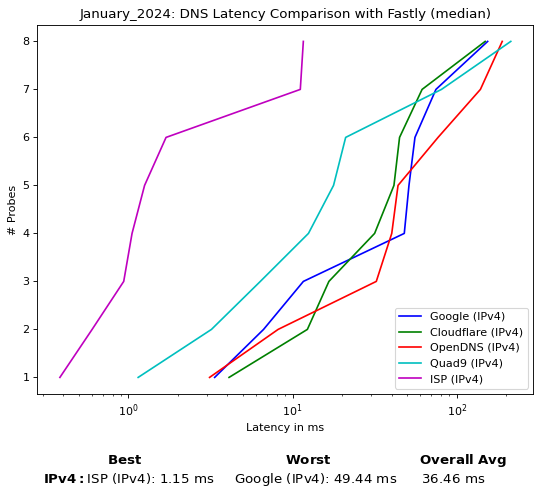 January_2024: DNS Latency Comparison with Fastly (median)
# Probes
8
7
6
5
4
3
2
1
Google (IPv4)
Cloudflare (IPv4)
OpenDNS (IPv4)
Quad9 (IPv4)
ISP (IPv4)
10⁰ 10¹ 10²
Latency in ms
Best Worst Overall Avg
IPv4: ISP (IPv4): 1.15 ms Google (IPv4): 49.44 ms 36.46 ms